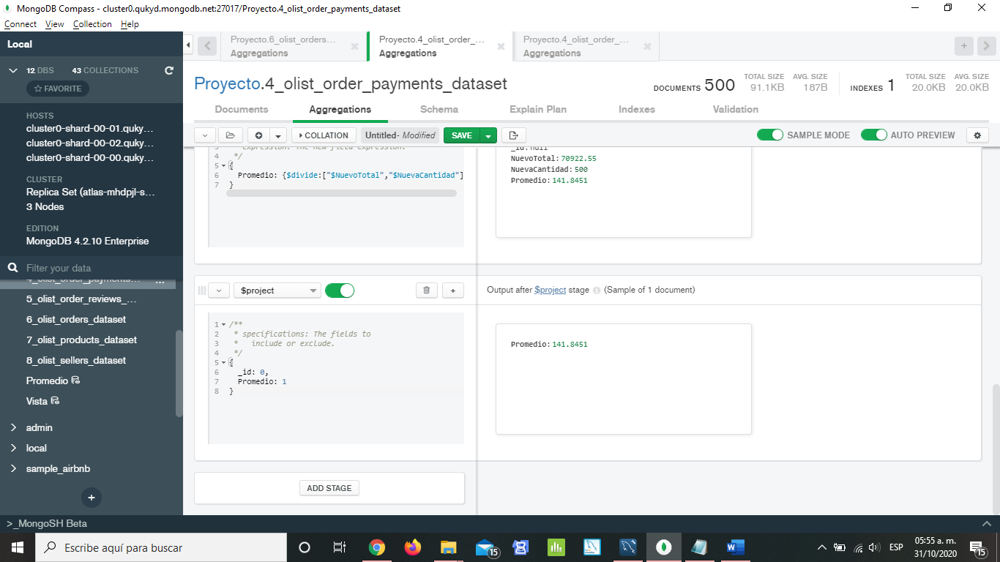 MongoDB Compass - cluster0.qukyd.mongodb.net:27017/Proyecto.4_olist_order_payments_dataset
Connect View Collection Help
Local
12 DBS 43 COLLECTIONS
FAVORITE
HOSTS
cluster0-shard-00-01.quky...
cluster0-shard-00-02.quky...
cluster0-shard-00-00.quky...
CLUSTER
Replica Set (atlas-mhdpjl-s...
3 Nodes
EDITION
MongoDB 4.2.10 Enterprise
Filter your data
4_olist_order_payments...
5_olist_order_reviews_...
6_olist_orders_dataset
7_olist_products_dataset
8_olist_sellers_dataset
Promedio
Vista
admin
local
sample_airbnb
Proyecto.6_olist_orders...
Aggregations
Proyecto.4_olist_order_...
Aggregations
Proyecto.4_olist_order_...
Aggregations
Proyecto.4_olist_order_payments_dataset
DOCUMENTS 500 TOTAL SIZE 91.1KB AVG. SIZE 187B INDEXES 1 TOTAL SIZE 20.0KB AVG. SIZE 20.0KB
Documents Aggregations Schema Explain Plan Indexes Validation
COLLATION Untitled- Modified SAVE SAMPLE MODE AUTO PREVIEW
3 expression: The new field expression.
4 */
5 {
6 Promedio: {$divide:["$NuevoTotal","$NuevaCantidad"]
7 }
_id: null
NuevoTotal: 70922.55
NuevaCantidad: 500
Promedio: 141.8451
$project +
Output after $project stage (Sample of 1 document)
1 /**
2 * specifications: The fields to
3 * include or exclude.
4 */
5 {
6 _id: 0,
7 Promedio: 1
8 }
Promedio: 141.8451
ADD STAGE
>_MongoSH Beta
Escribe aquí para buscar
15
W
ESP
05:55 a. m.
31/10/2020
15